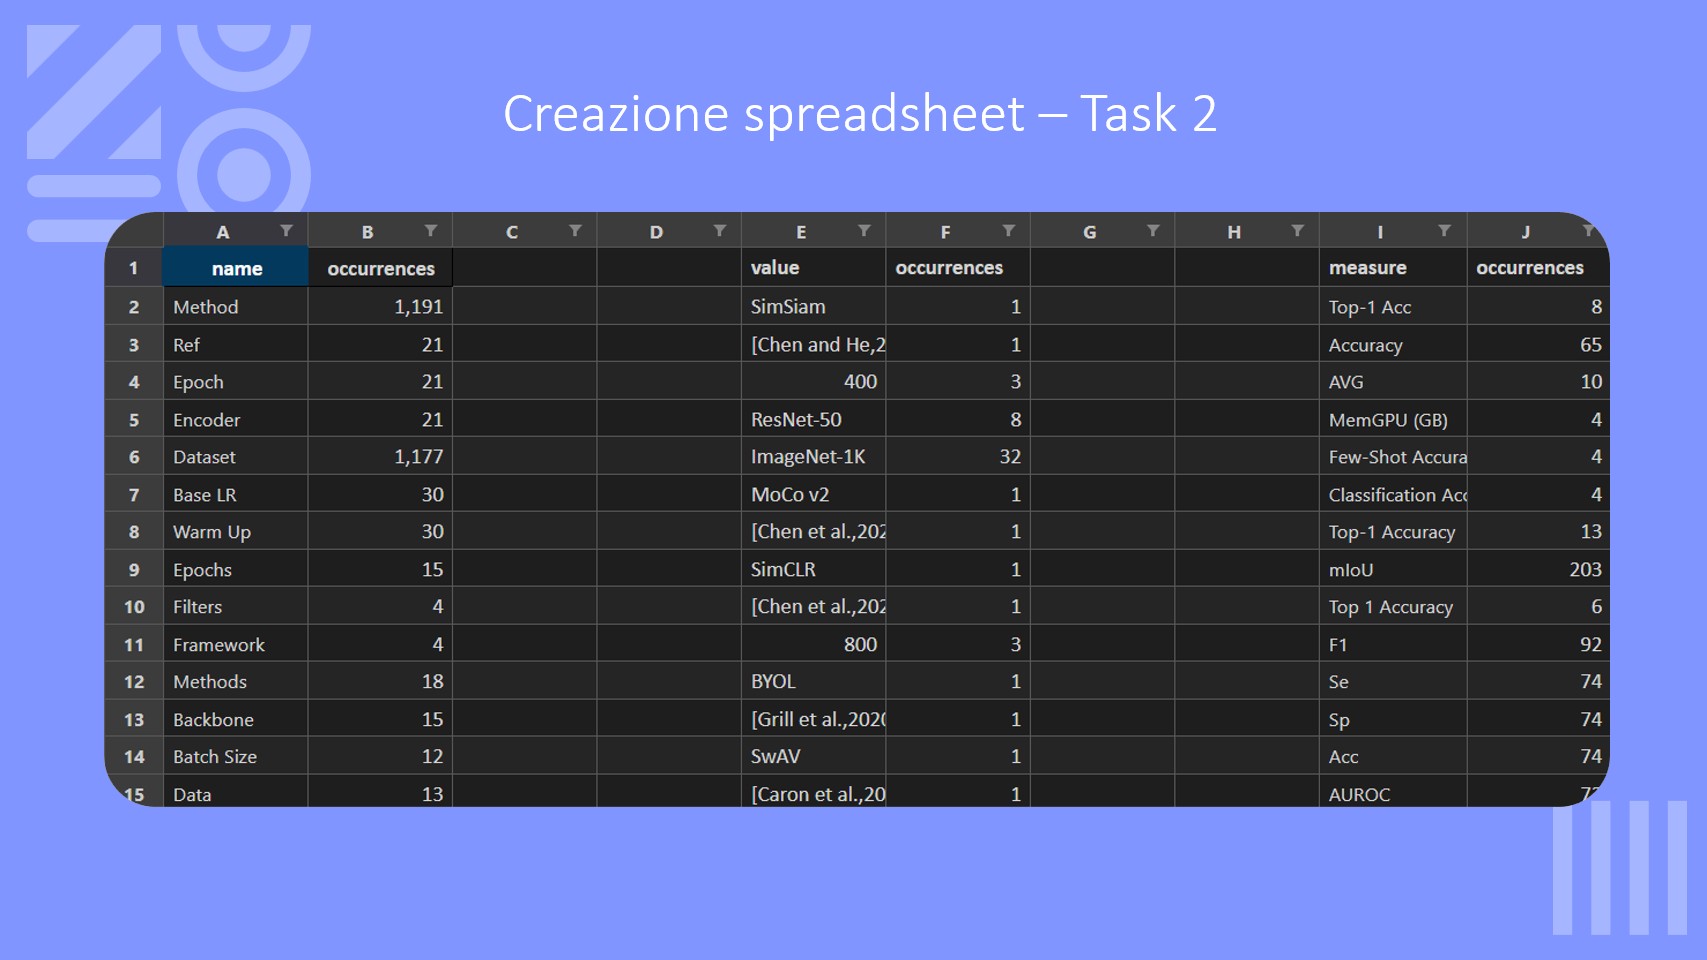 Creazione spreadsheet – Task 2
A B C D E F G H I J
1 name occurrences value occurrences measure occurrences
2 Method 1,191 SimSiam 1 Top-1 Acc 8
3 Ref 21 [Chen and He,2 1 Accuracy 65
4 Epoch 21 400 3 AVG 10
5 Encoder 21 ResNet-50 8 MemGPU (GB) 4
6 Dataset 1,177 ImageNet-1K 32 Few-Shot Accura 4
7 Base LR 30 MoCo v2 1 Classification Acc 4
8 Warm Up 30 [Chen et al.,202 1 Top-1 Accuracy 13
9 Epochs 15 SimCLR 1 mIoU 203
10 Filters 4 [Chen et al.,202 1 Top 1 Accuracy 6
11 Framework 4 800 3 F1 92
12 Methods 18 BYOL 1 Se 74
13 Backbone 15 [Grill et al.,2020 1 Sp 74
14 Batch Size 12 SwAV 1 Acc 74
15 Data 13 [Caron et al.,20 1 AUROC